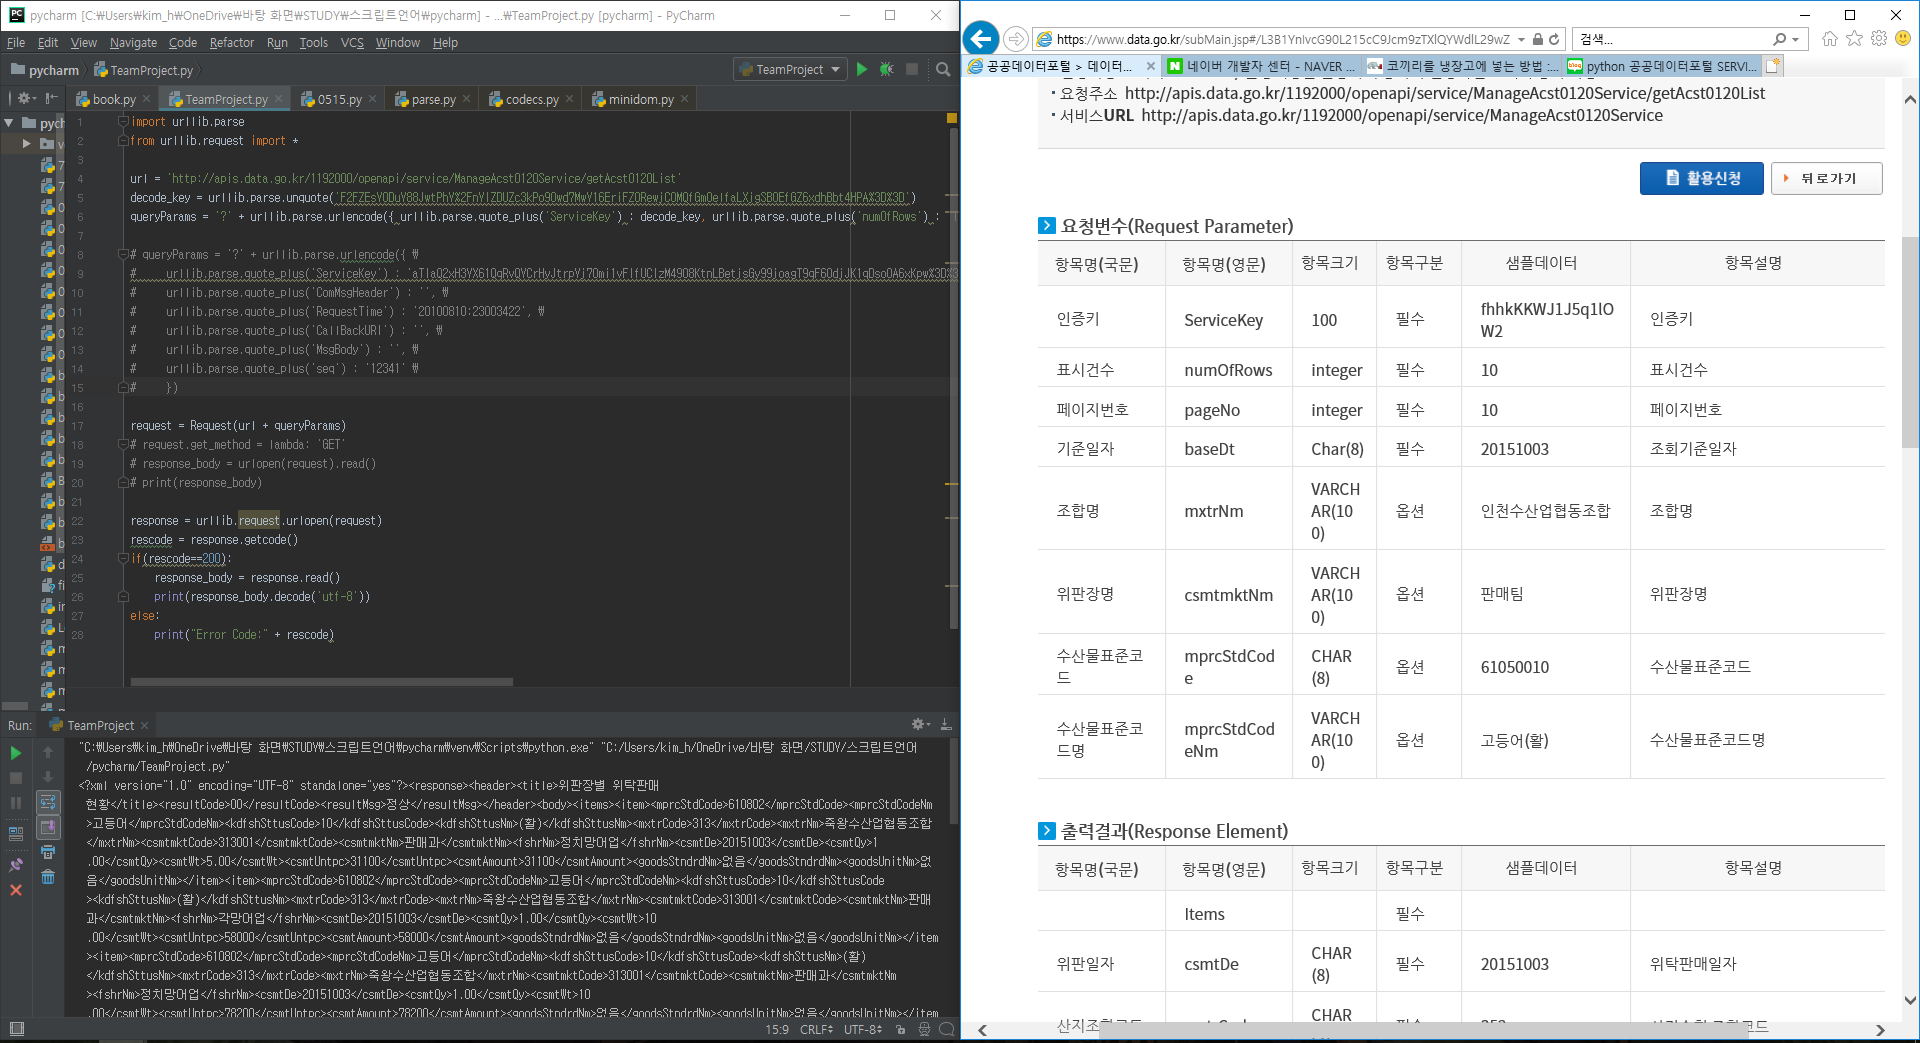 pycharm [C:₩Users₩kim_h₩OneDrive₩바탕 화면₩STUDY₩스크립트언어₩pycharm] - ...₩TeamProject.py [pycharm] - PyCharm
File Edit View Navigate Code Refactor Run Tools VCS Window Help
pycharm TeamProject.py TeamProject
book.py TeamProject.py 0515.py parse.py codecs.py minidom.py
1 import urllib.parse
2 from urllib.request import *
3
4 url = 'http://apis.data.go.kr/1192000/openapi/service/ManageAcst0120Service/getAcst0120List'
5 decode_key = urllib.parse.unquote(
6 queryParams = '?' + urllib.parse.urlencode({ urllib.parse.quote_plus('ServiceKey') : decode_key, urllib.parse.quote_plus('numOfRows') :
7
8 # queryParams = '?' + urllib.parse.urlencode({ ₩
9 # urllib.parse.quote_plus('ServiceKey') :
10 # urllib.parse.quote_plus('ComMsgHeader') : '', ₩
11 # urllib.parse.quote_plus('RequestTime') : '20100810:23003422', ₩
12 # urllib.parse.quote_plus('CallBackURI') : '', ₩
13 # urllib.parse.quote_plus('MsgBody') : '', ₩
14 # urllib.parse.quote_plus('seq') : '12341' ₩
15 # })
16
17 request = Request(url + queryParams)
18 # request.get_method = lambda: 'GET'
19 # response_body = urlopen(request).read()
20 # print(response_body)
21
22 response = urllib.request.urlopen(request)
23 rescode = response.getcode()
24 if(rescode==200):
25 response_body = response.read()
26 print(response_body.decode('utf-8'))
27 else:
28 print("Error Code:" + rescode)
Run: TeamProject
"C:₩Users₩kim_h₩OneDrive₩바탕 화면₩STUDY₩스크립트언어₩pycharm₩venv₩Scripts₩python.exe" "C:/Users/kim_h/OneDrive/바탕 화면/STUDY/스크립트언어
/pycharm/TeamProject.py"
<?xml version="1.0" encoding="UTF-8" standalone="yes"?><response><header><title>위판장별 위탁판매
현황</title><resultCode>00</resultCode><resultMsg>정상</resultMsg></header><body><items><item><mprcStdCode>610802</mprcStdCode><mprcStdCodeNm
>고등어</mprcStdCodeNm><kdfshSttusCode>10</kdfshSttusCode><kdfshSttusNm>(활)</kdfshSttusNm><mxtrCode>313</mxtrCode><mxtrNm>죽왕수산업협동조합
</mxtrNm><csmtmktCode>313001</csmtmktCode><csmtmktNm>판매과</csmtmktNm><fshrNm>정치망어업</fshrNm><csmtDe>20151003</csmtDe><csmtQy>1
.00</csmtQy><csmtWt>5.00</csmtWt><csmtUntpc>31100</csmtUntpc><csmtAmount>31100</csmtAmount><goodsStndrdNm>없음</goodsStndrdNm><goodsUnitNm>없
음</goodsUnitNm></item><item><mprcStdCode>610802</mprcStdCode><mprcStdCodeNm>고등어</mprcStdCodeNm><kdfshSttusCode>10</kdfshSttusCode
><kdfshSttusNm>(활)</kdfshSttusNm><mxtrCode>313</mxtrCode><mxtrNm>죽왕수산업협동조합</mxtrNm><csmtmktCode>313001</csmtmktCode><csmtmktNm>판매
과</csmtmktNm><fshrNm>각망어업</fshrNm><csmtDe>20151003</csmtDe><csmtQy>1.00</csmtQy><csmtWt>10
.00</csmtWt><csmtUntpc>58000</csmtUntpc><csmtAmount>58000</csmtAmount><goodsStndrdNm>없음</goodsStndrdNm><goodsUnitNm>없음</goodsUnitNm></item
><item><mprcStdCode>610802</mprcStdCode><mprcStdCodeNm>고등어</mprcStdCodeNm><kdfshSttusCode>10</kdfshSttusCode><kdfshSttusNm>(활)
</kdfshSttusNm><mxtrCode>313</mxtrCode><mxtrNm>죽왕수산업협동조합</mxtrNm><csmtmktCode>313001</csmtmktCode><csmtmktNm>판매과</csmtmktNm
><fshrNm>정치망어업</fshrNm><csmtDe>20151003</csmtDe><csmtQy>1.00</csmtQy><csmtWt>10
.00</csmtWt><csmtUntpc>78200</csmtUntpc><csmtAmount>78200</csmtAmount><goodsStndrdNm>없음</goodsStndrdNm><goodsUnitNm>없음</goodsUnitNm></item
15:9 CRLF UTF-8
https://www.data.go.kr/subMain.jsp#/L3B1YnIvcG90L215cC9Jcm9zTXlQYWdlL29wZ 검색...
공공데이터포털 > 데이터... 네이버 개발자 센터 - NAVER ... 코끼리를 냉장고에 넣는 방법 :... python 공공데이터포털 SERVI...
요청주소 http://apis.data.go.kr/1192000/openapi/service/ManageAcst0120Service/getAcst0120List
서비스URL http://apis.data.go.kr/1192000/openapi/service/ManageAcst0120Service
활용신청 뒤로가기
요청변수(Request Parameter)
항목명(국문) 항목명(영문) 항목크기 항목구분 샘플데이터 항목설명
인증키 ServiceKey 100 필수 fhhkKKWJ1J5q1lO
W2 인증키
표시건수 numOfRows integer 필수 10 표시건수
페이지번호 pageNo integer 필수 10 페이지번호
기준일자 baseDt Char(8) 필수 20151003 조회기준일자
조합명 mxtrNm VARCH
AR(10
0) 옵션 인천수산업협동조합 조합명
위판장명 csmtmktNm VARCH
AR(10
0) 옵션 판매팀 위판장명
수산물표준코
드 mprcStdCod
e CHAR
(8) 옵션 61050010 수산물표준코드
수산물표준코
드명 mprcStdCod
eNm VARCH
AR(10
0) 옵션 고등어(활) 수산물표준코드명
출력결과(Response Element)
항목명(국문) 항목명(영문) 항목크기 항목구분 샘플데이터 항목설명
Items 필수
위판일자 csmtDe CHAR
(8) 필수 20151003 위탁판매일자
CHAR